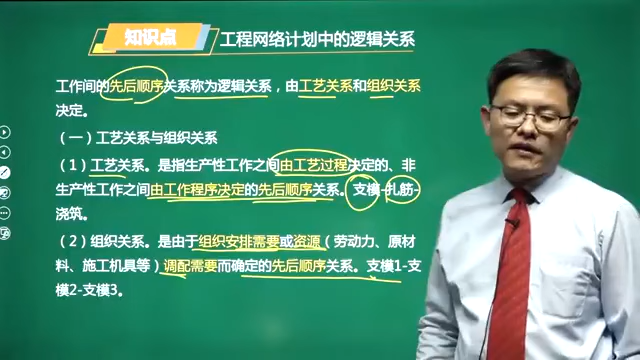 知识点
工程网络计划中的逻辑关系
工作间的先后顺序关系称为逻辑关系，由工艺关系和组织关系
决定。
（一）工艺关系与组织关系
（1）工艺关系。是指生产性工作之间由工艺过程决定的、非
生产性工作之间由工作程序决定的先后顺序关系。支模-扎筋-
浇筑。
（2）组织关系。是由于组织安排需要或资源（劳动力、原材
料、施工机具等）调配需要而确定的先后顺序关系。支模1-支
模2-支模3。